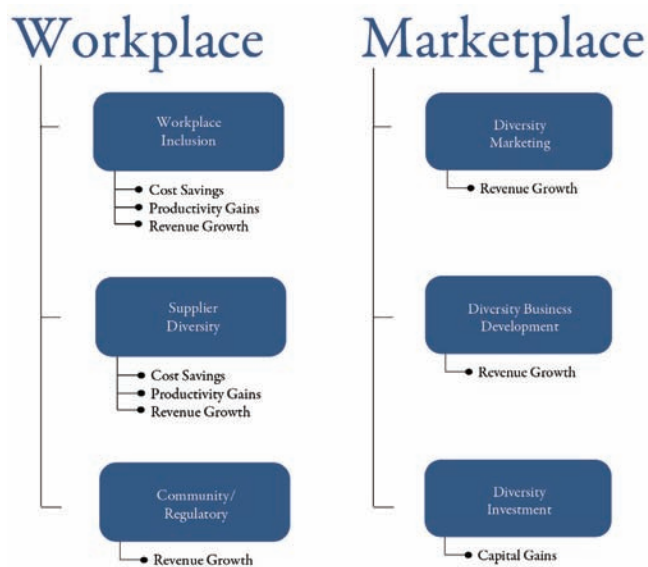 Workplace
Workplace
Inclusion
Cost Savings
Productivity Gains
Revenue Growth
Supplier
Diversity
Cost Savings
Productivity Gains
Revenue Growth
Community/
Regulatory
Revenue Growth
Marketplace
Diversity
Marketing
Revenue Growth
Diversity Business
Development
Revenue Growth
Diversity
Investment
Capital Gains